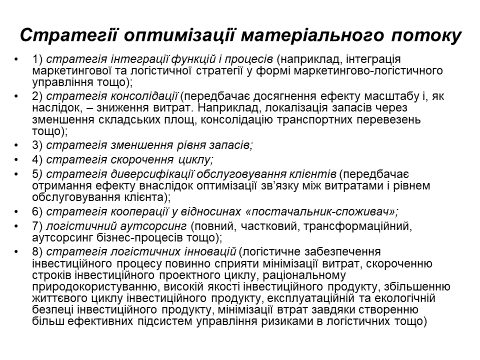 Стратегії оптимізації матеріального потоку
• 1) стратегія інтеграції функцій і процесів (наприклад, інтеграція
маркетингової та логістичної стратегії у формі маркетингово-логістичного
управління тощо);
• 2) стратегія консолідації (передбачає досягнення ефекту масштабу і, як
наслідок, – зниження витрат. Наприклад, локалізація запасів через
зменшення складських площ, консолідацію транспортних перевезень
тощо);
• 3) стратегія зменшення рівня запасів;
• 4) стратегія скорочення циклу;
• 5) стратегія диверсифікації обслуговування клієнтів (передбачає
отримання ефекту внаслідок оптимізації зв’язку між витратами і рівнем
обслуговування клієнта);
• 6) стратегія кооперації у відносинах «постачальник-споживач»;
• 7) логістичний аутсорсинг (повний, частковий, трансформаційний,
аутсорсинг бізнес-процесів тощо);
• 8) стратегія логістичних інновацій (логістичне забезпечення
інвестиційного процесу повинно сприяти мінімізації витрат, скороченню
строків інвестиційного проектного циклу, раціональному
природокористуванню, високій якості інвестиційного продукту, збільшенню
життєвого циклу інвестиційного продукту, експлуатаційній та екологічній
безпеці інвестиційного продукту, мінімізації втрат завдяки створенню
більш ефективних підсистем управління ризиками в логістичних тощо)